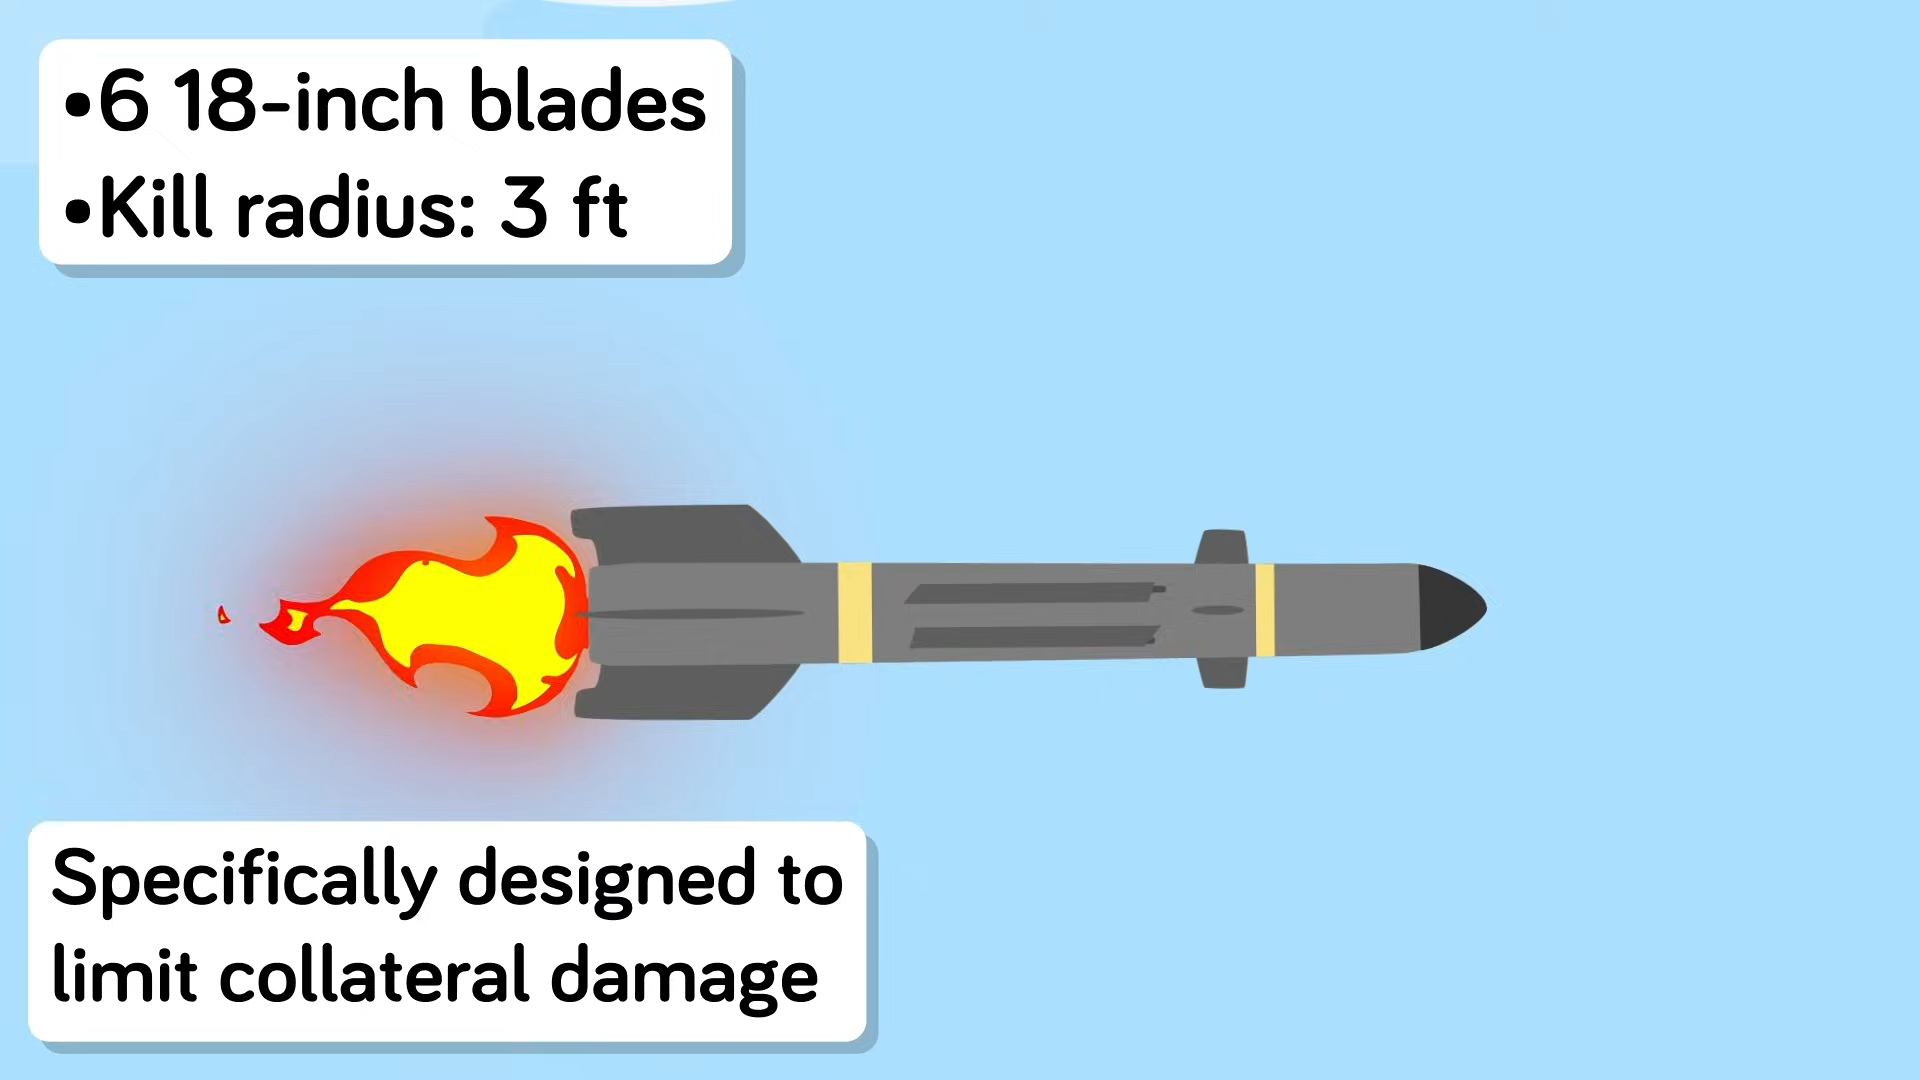 •6 18-inch blades
•Kill radius: 3 ft
Specifically designed to
limit collateral damage